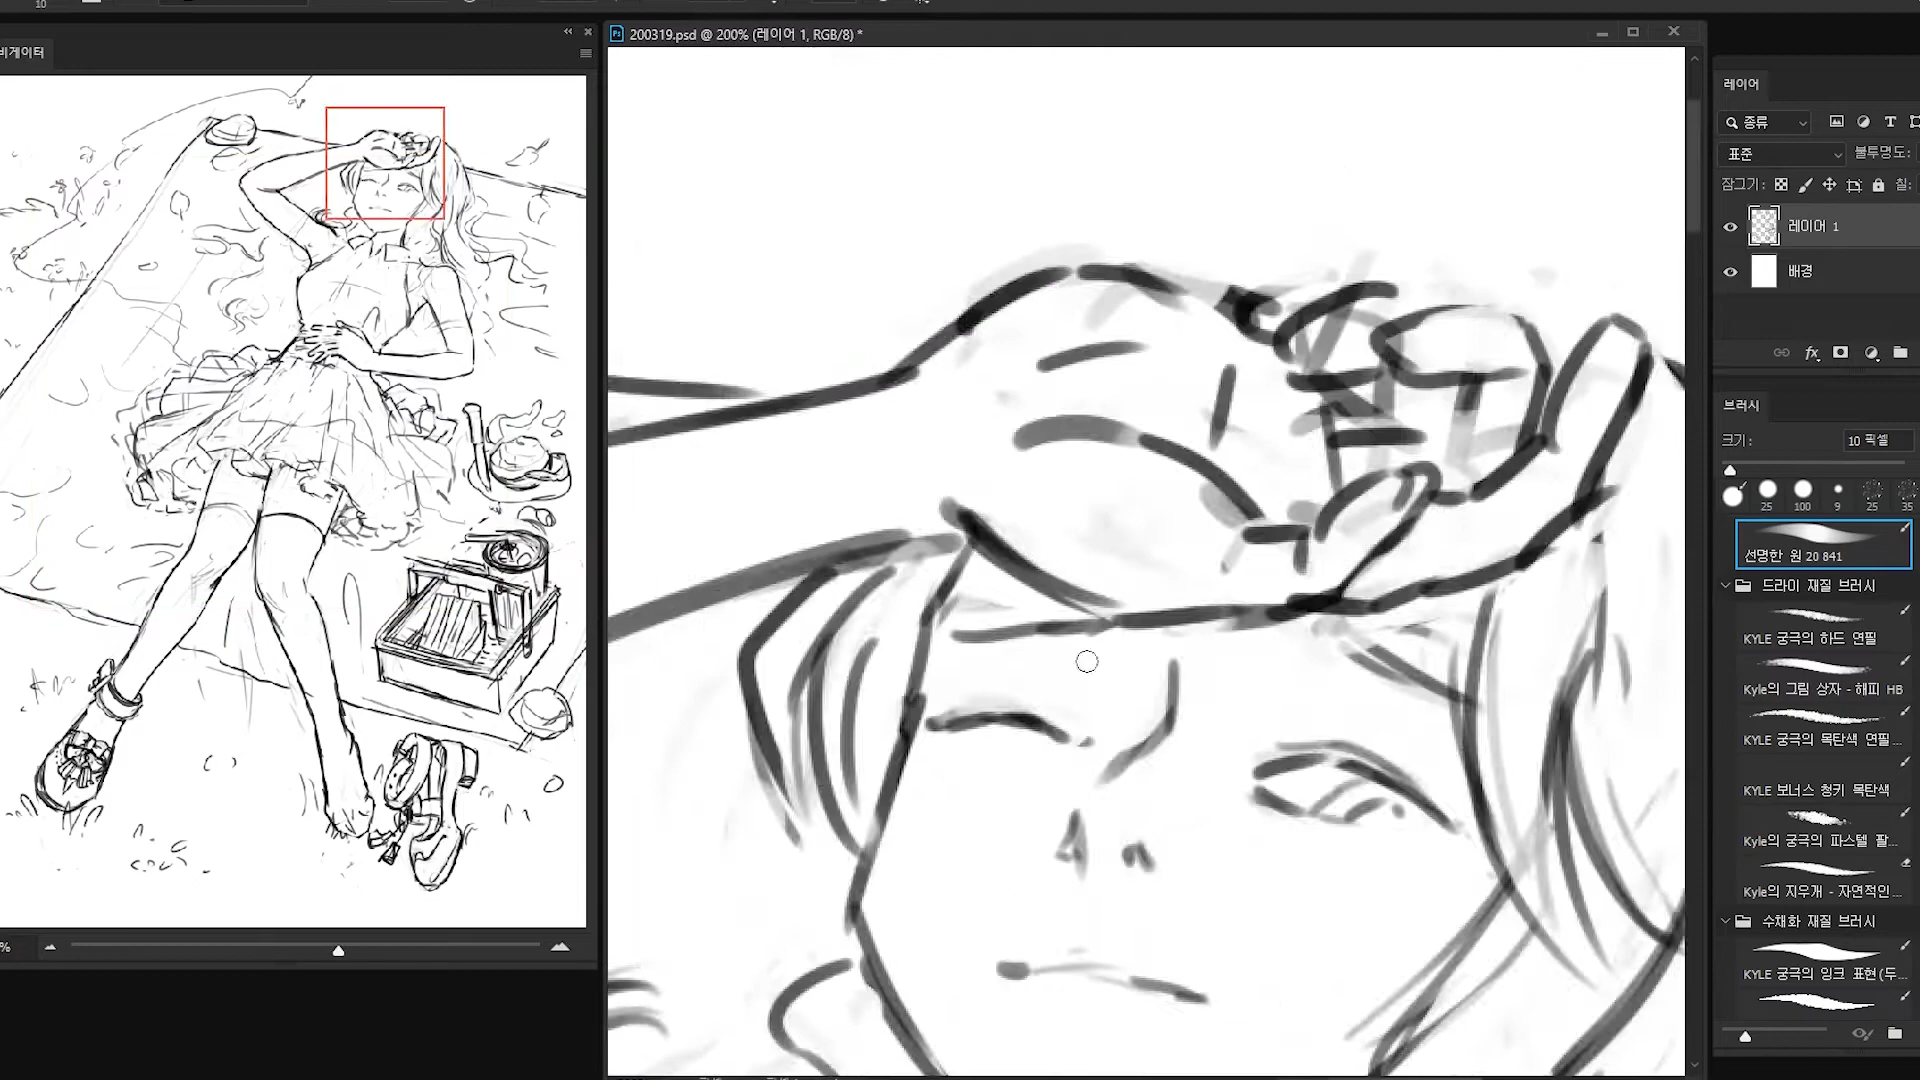 10
비게이터
200319.psd @ 200% (레이어 1, RGB/8) *
레이어
종류
표준
불투명도:
잠그기:
칠:
레이어 1
배경
fx
브러시
크기:
10 픽셀
25 100 9 25 35
선명한 원 20 841
드라이 재질 브러시
KYLE 궁극의 하드 연필
Kyle의 그림 상자 - 해피 HB
KYLE 궁극의 목탄색 연필...
KYLE 보너스 청키 목탄색
Kyle의 궁극의 파스텔 팔...
Kyle의 지우개 - 자연적인 ...
수채화 재질 브러시
KYLE 궁극의 잉크 표현(두...
%